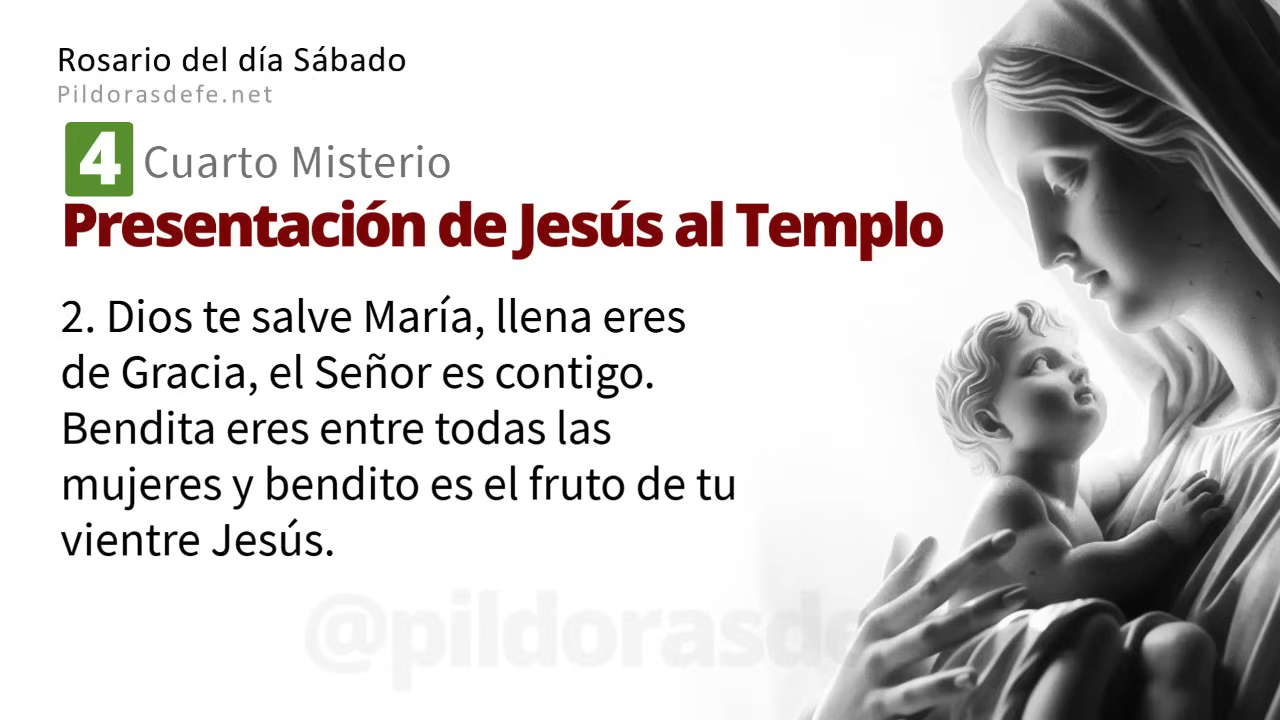 Rosario del día Sábado
Pildorasdefe.net
4 Cuarto Misterio
Presentación de Jesús al Templo
2. Dios te salve María, llena eres
de Gracia, el Señor es contigo.
Bendita eres entre todas las
mujeres y bendito es el fruto de tu
vientre Jesús.
@pildorasde